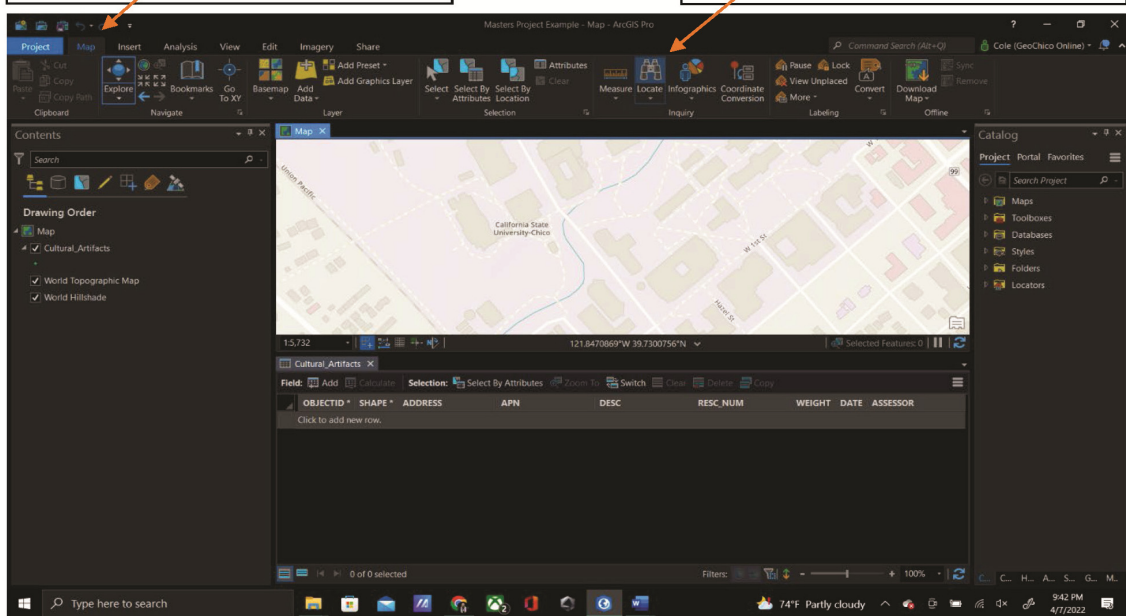 Masters Project Example - Map - ArcGIS Pro
? — X
Project Map Insert Analysis View Edit Imagery Share
Command Search (Alt+Q)
Cole (GeoChico Online)
Paste
Cut
Copy
Copy Path
Clipboard
Explore
Bookmarks
Go
To XY
Navigate
Basemap
Add
Data
Add Preset
Add Graphics Layer
Layer
Select
Select By
Attributes
Select By
Location
Attributes
Clear
Selection
Measure
Locate
Infographics
Coordinate
Conversion
Inquiry
Pause
Lock
View Unplaced
More
Convert
Labeling
Download
Map
Sync
Remove
Offline
Contents
Search
Drawing Order
Map
Cultural_Artifacts
World Topographic Map
World Hillshade
Map X
Union Pacific
California State
University-Chico
W 1st St
Hazel St
99
1:5,732
121.8470869°W 39.7300756°N
Selected Features: 0
Cultural_Artifacts X
Field: Add Calculate Selection: Select By Attributes Zoom To Switch Clear Delete Copy
OBJECTID * SHAPE * ADDRESS APN DESC RESC_NUM WEIGHT DATE ASSESSOR
Click to add new row.
0 of 0 selected
Filters:
100%
Catalog
Project Portal Favorites
Search Project
Maps
Toolboxes
Databases
Styles
Folders
Locators
C... C... H... A... S... G... M...
Type here to search
74°F Partly cloudy
9:42 PM
4/7/2022